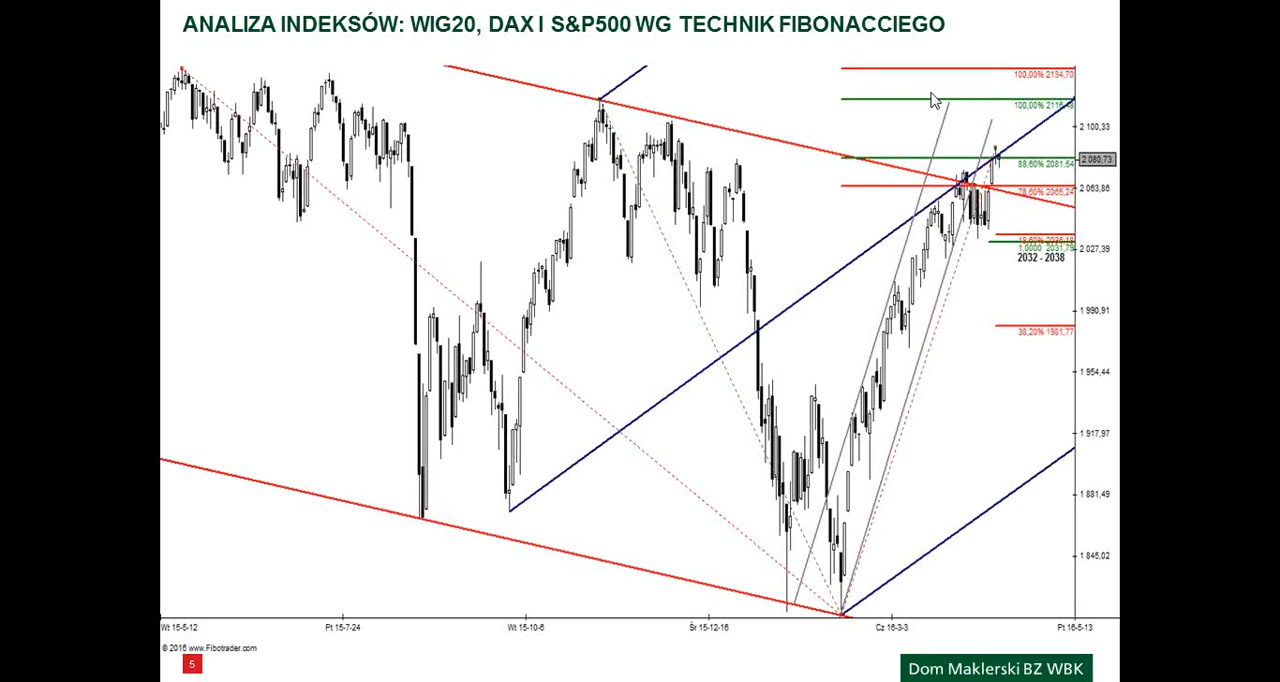 ANALIZA INDEKSÓW: WIG20, DAX I S&P500 WG TECHNIK FIBONACCIEGO
100,00% 2134,70
100,00% 2116,48
2 100,33
88,60% 2081,64
2 080,73
2 063,86
78,60% 2065,24
1,0000 2031,75
2 027,39
2032 - 2038
1 990,91
38,20% 1981,77
1 954,44
1 917,97
1 881,49
1 845,02
Wt 15-5-12
Pt 15-7-24
Wt 15-10-6
Śr 15-12-16
Cz 16-3-3
Pt 16-5-13
© 2016 www.Fibotrader.com
5
Dom Maklerski BZ WBK